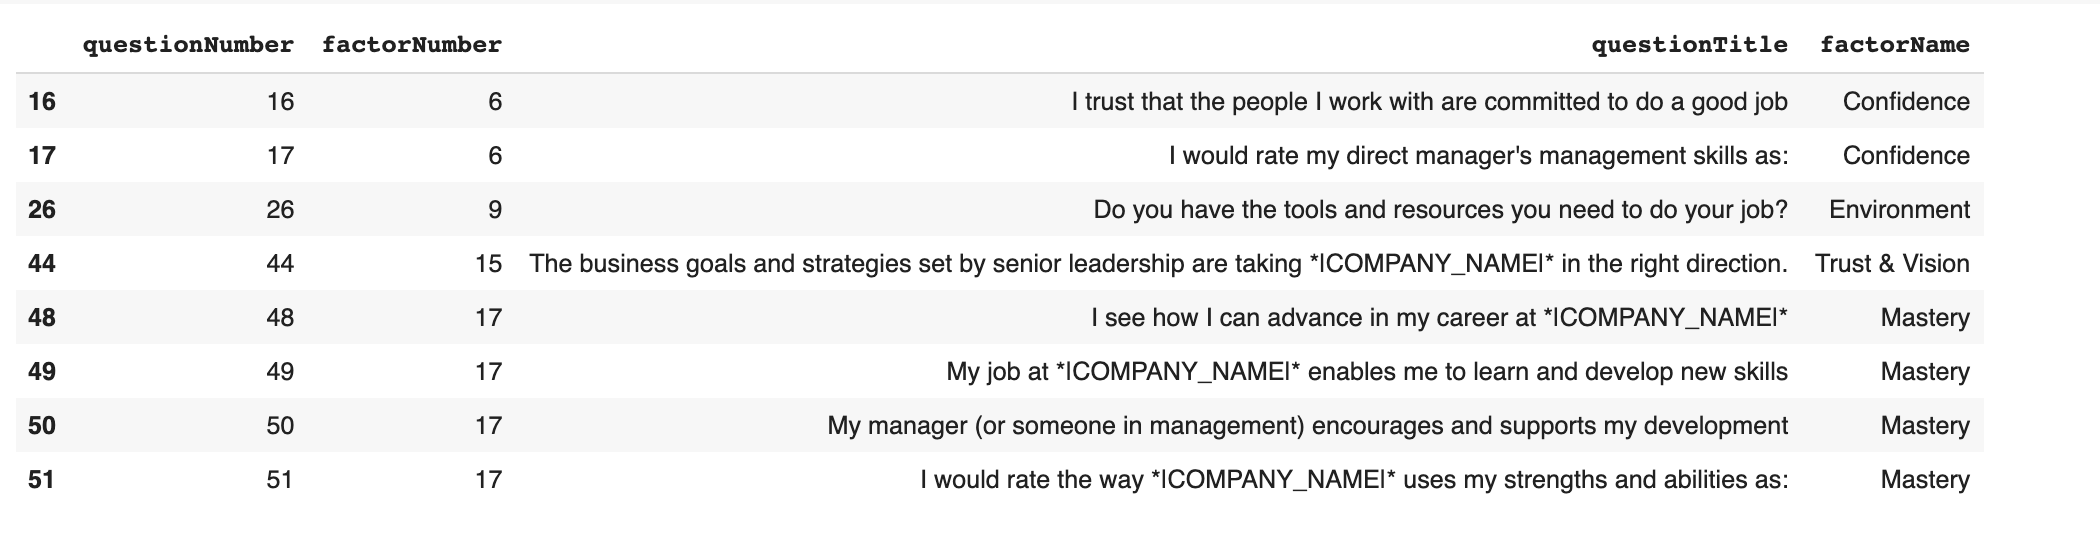 questionNumber factorNumber questionTitle factorName
16 16 6 I trust that the people I work with are committed to do a good job Confidence
17 17 6 I would rate my direct manager's management skills as: Confidence
26 26 9 Do you have the tools and resources you need to do your job? Environment
44 44 15 The business goals and strategies set by senior leadership are taking *|COMPANY_NAME|* in the right direction. Trust & Vision
48 48 17 I see how I can advance in my career at *|COMPANY_NAME|* Mastery
49 49 17 My job at *|COMPANY_NAME|* enables me to learn and develop new skills Mastery
50 50 17 My manager (or someone in management) encourages and supports my development Mastery
51 51 17 I would rate the way *|COMPANY_NAME|* uses my strengths and abilities as: Mastery